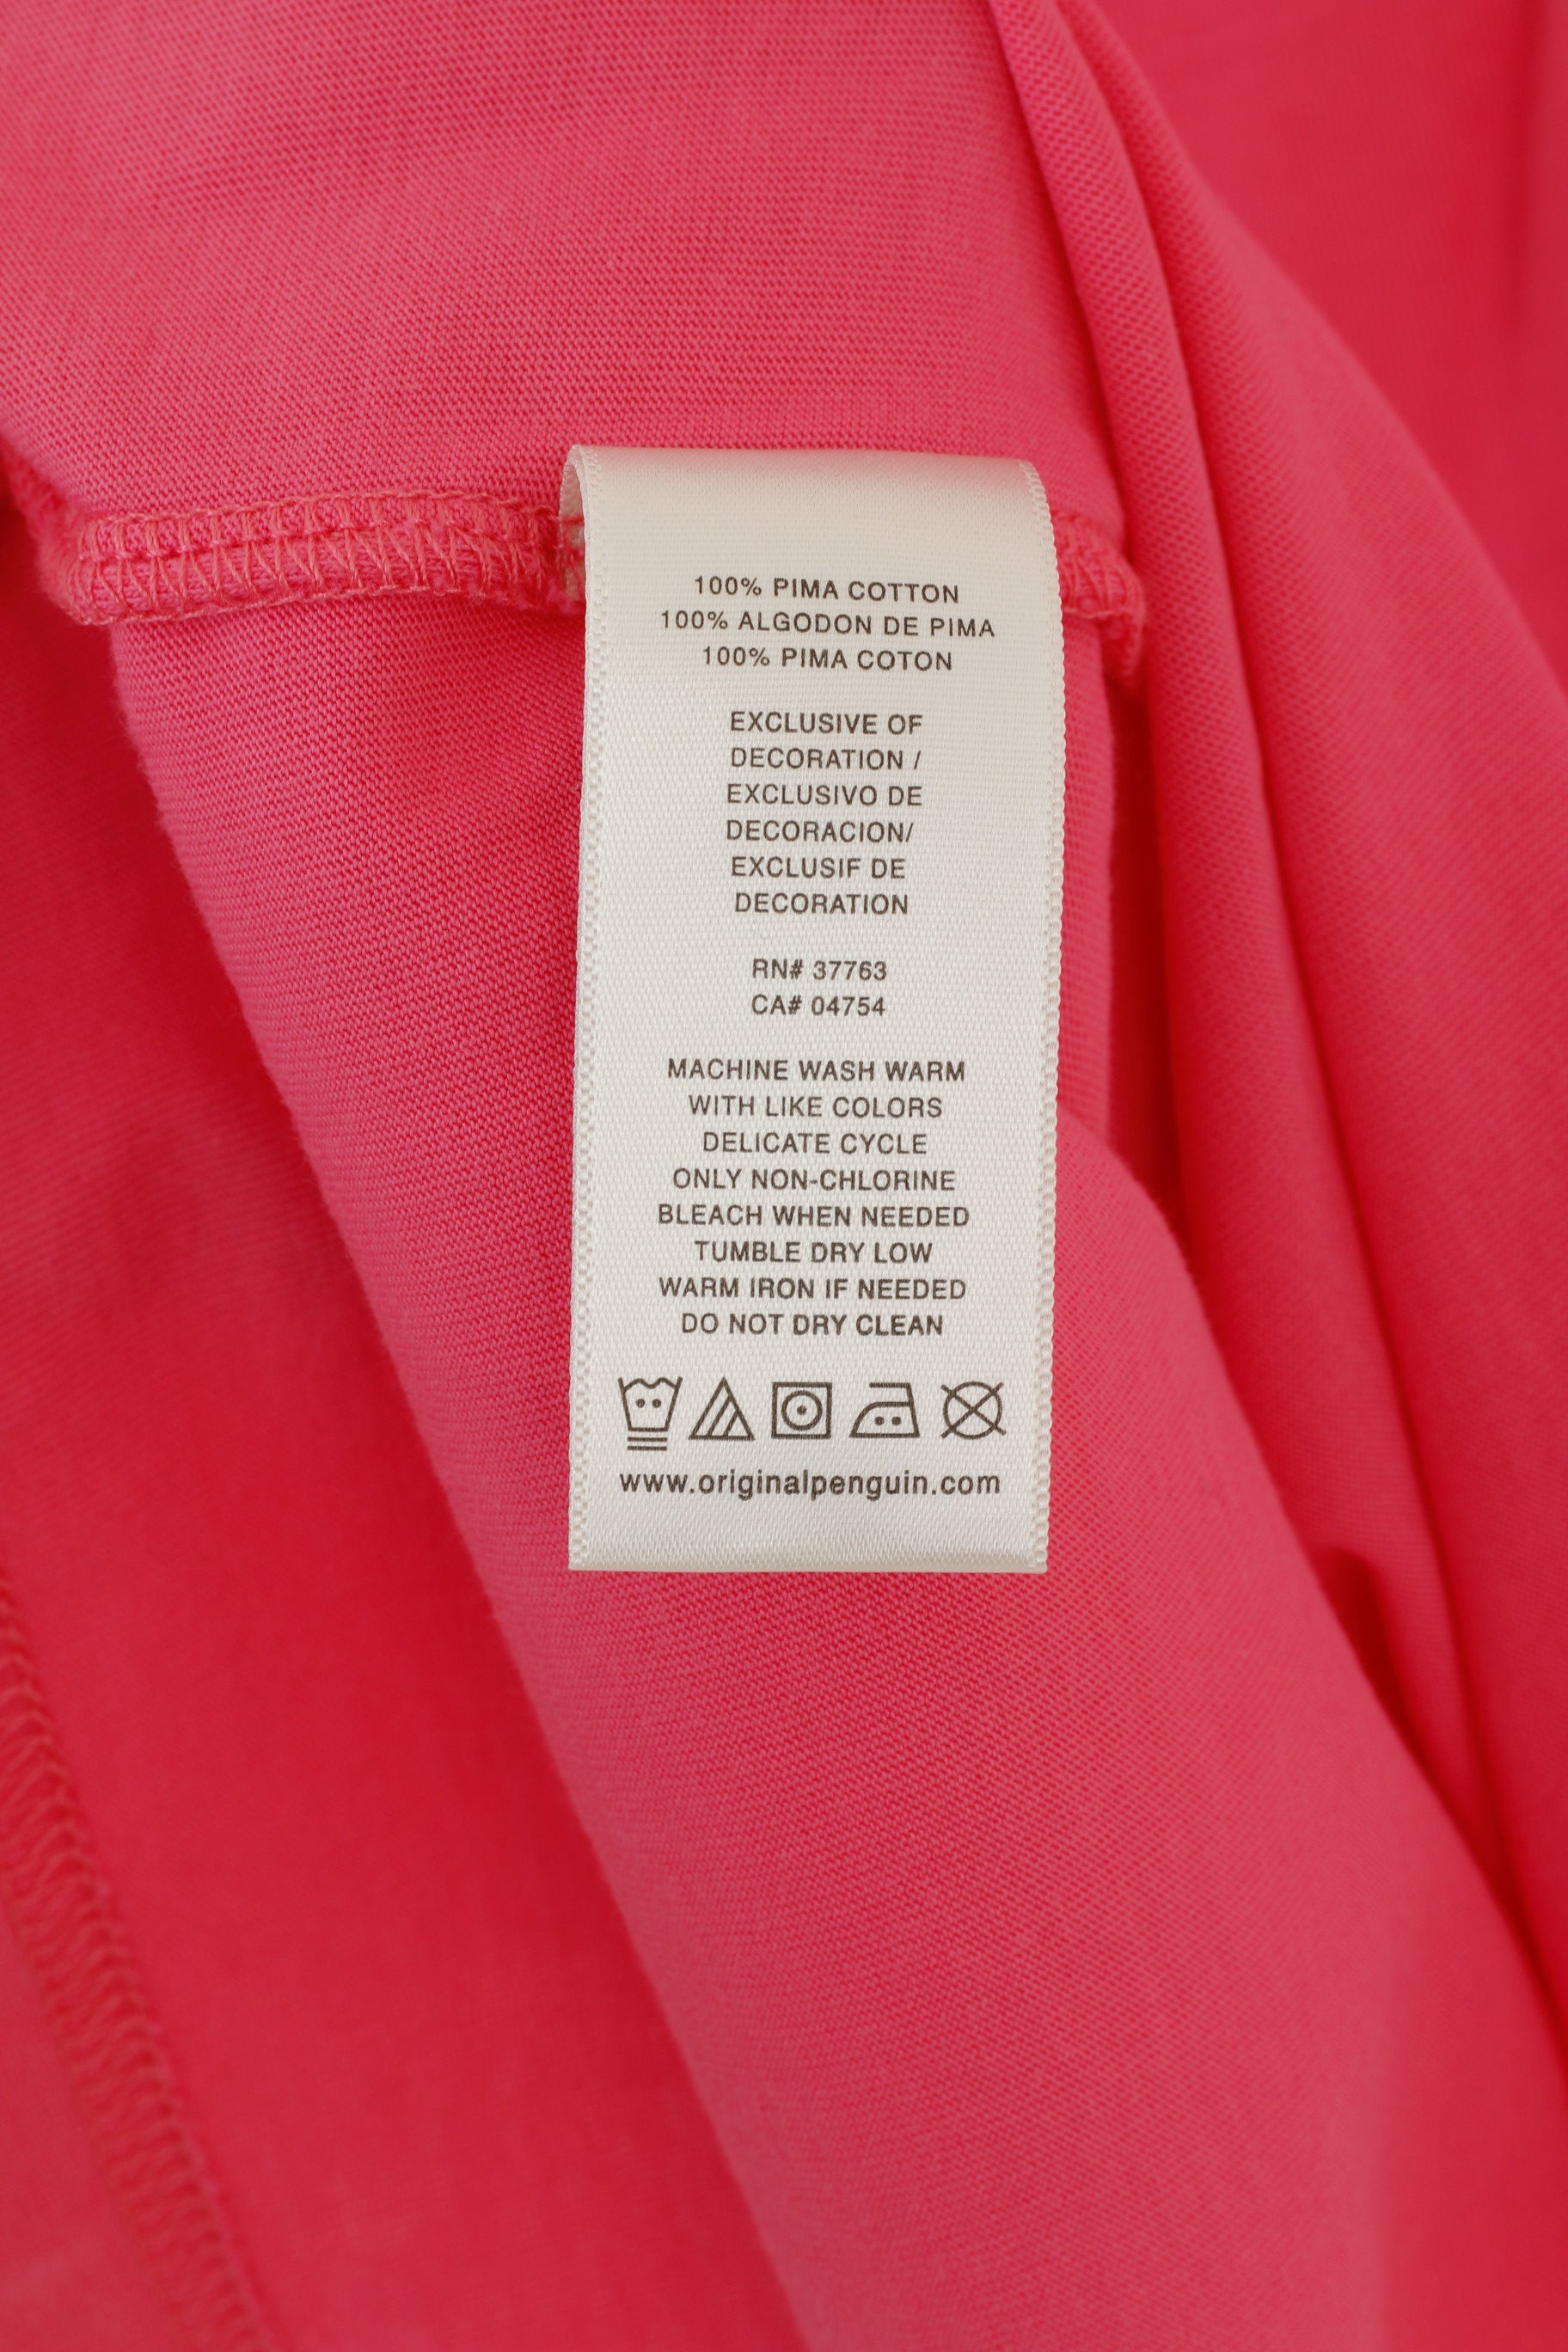 100% PIMA COTTON
100% ALGODON DE PIMA
100% PIMA COTON
EXCLUSIVE OF
DECORATION /
EXCLUSIVO DE
DECORACION/
EXCLUSIF DE
DECORATION
RN# 37763
CA# 04754
MACHINE WASH WARM
WITH LIKE COLORS
DELICATE CYCLE
ONLY NON-CHLORINE
BLEACH WHEN NEEDED
TUMBLE DRY LOW
WARM IRON IF NEEDED
DO NOT DRY CLEAN
www.originalpenguin.com